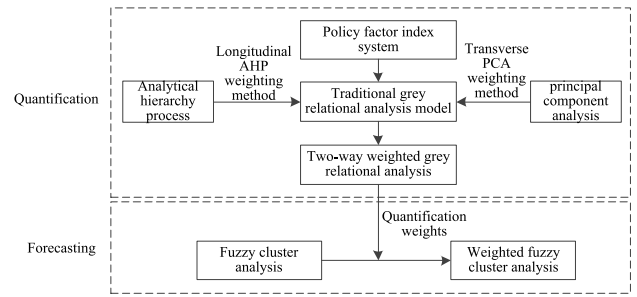 Policy factor index
system
Longitudinal
AHP
weighting
method
Transverse
PCA
weighting
method
Quantification
Analytical
hierarchy
process
Traditional grey
relational analysis model
principal
component
analysis
Two-way weighted grey
relational analysis
Quantification
weights
Forecasting
Fuzzy cluster
analysis
Weighted fuzzy
cluster analysis